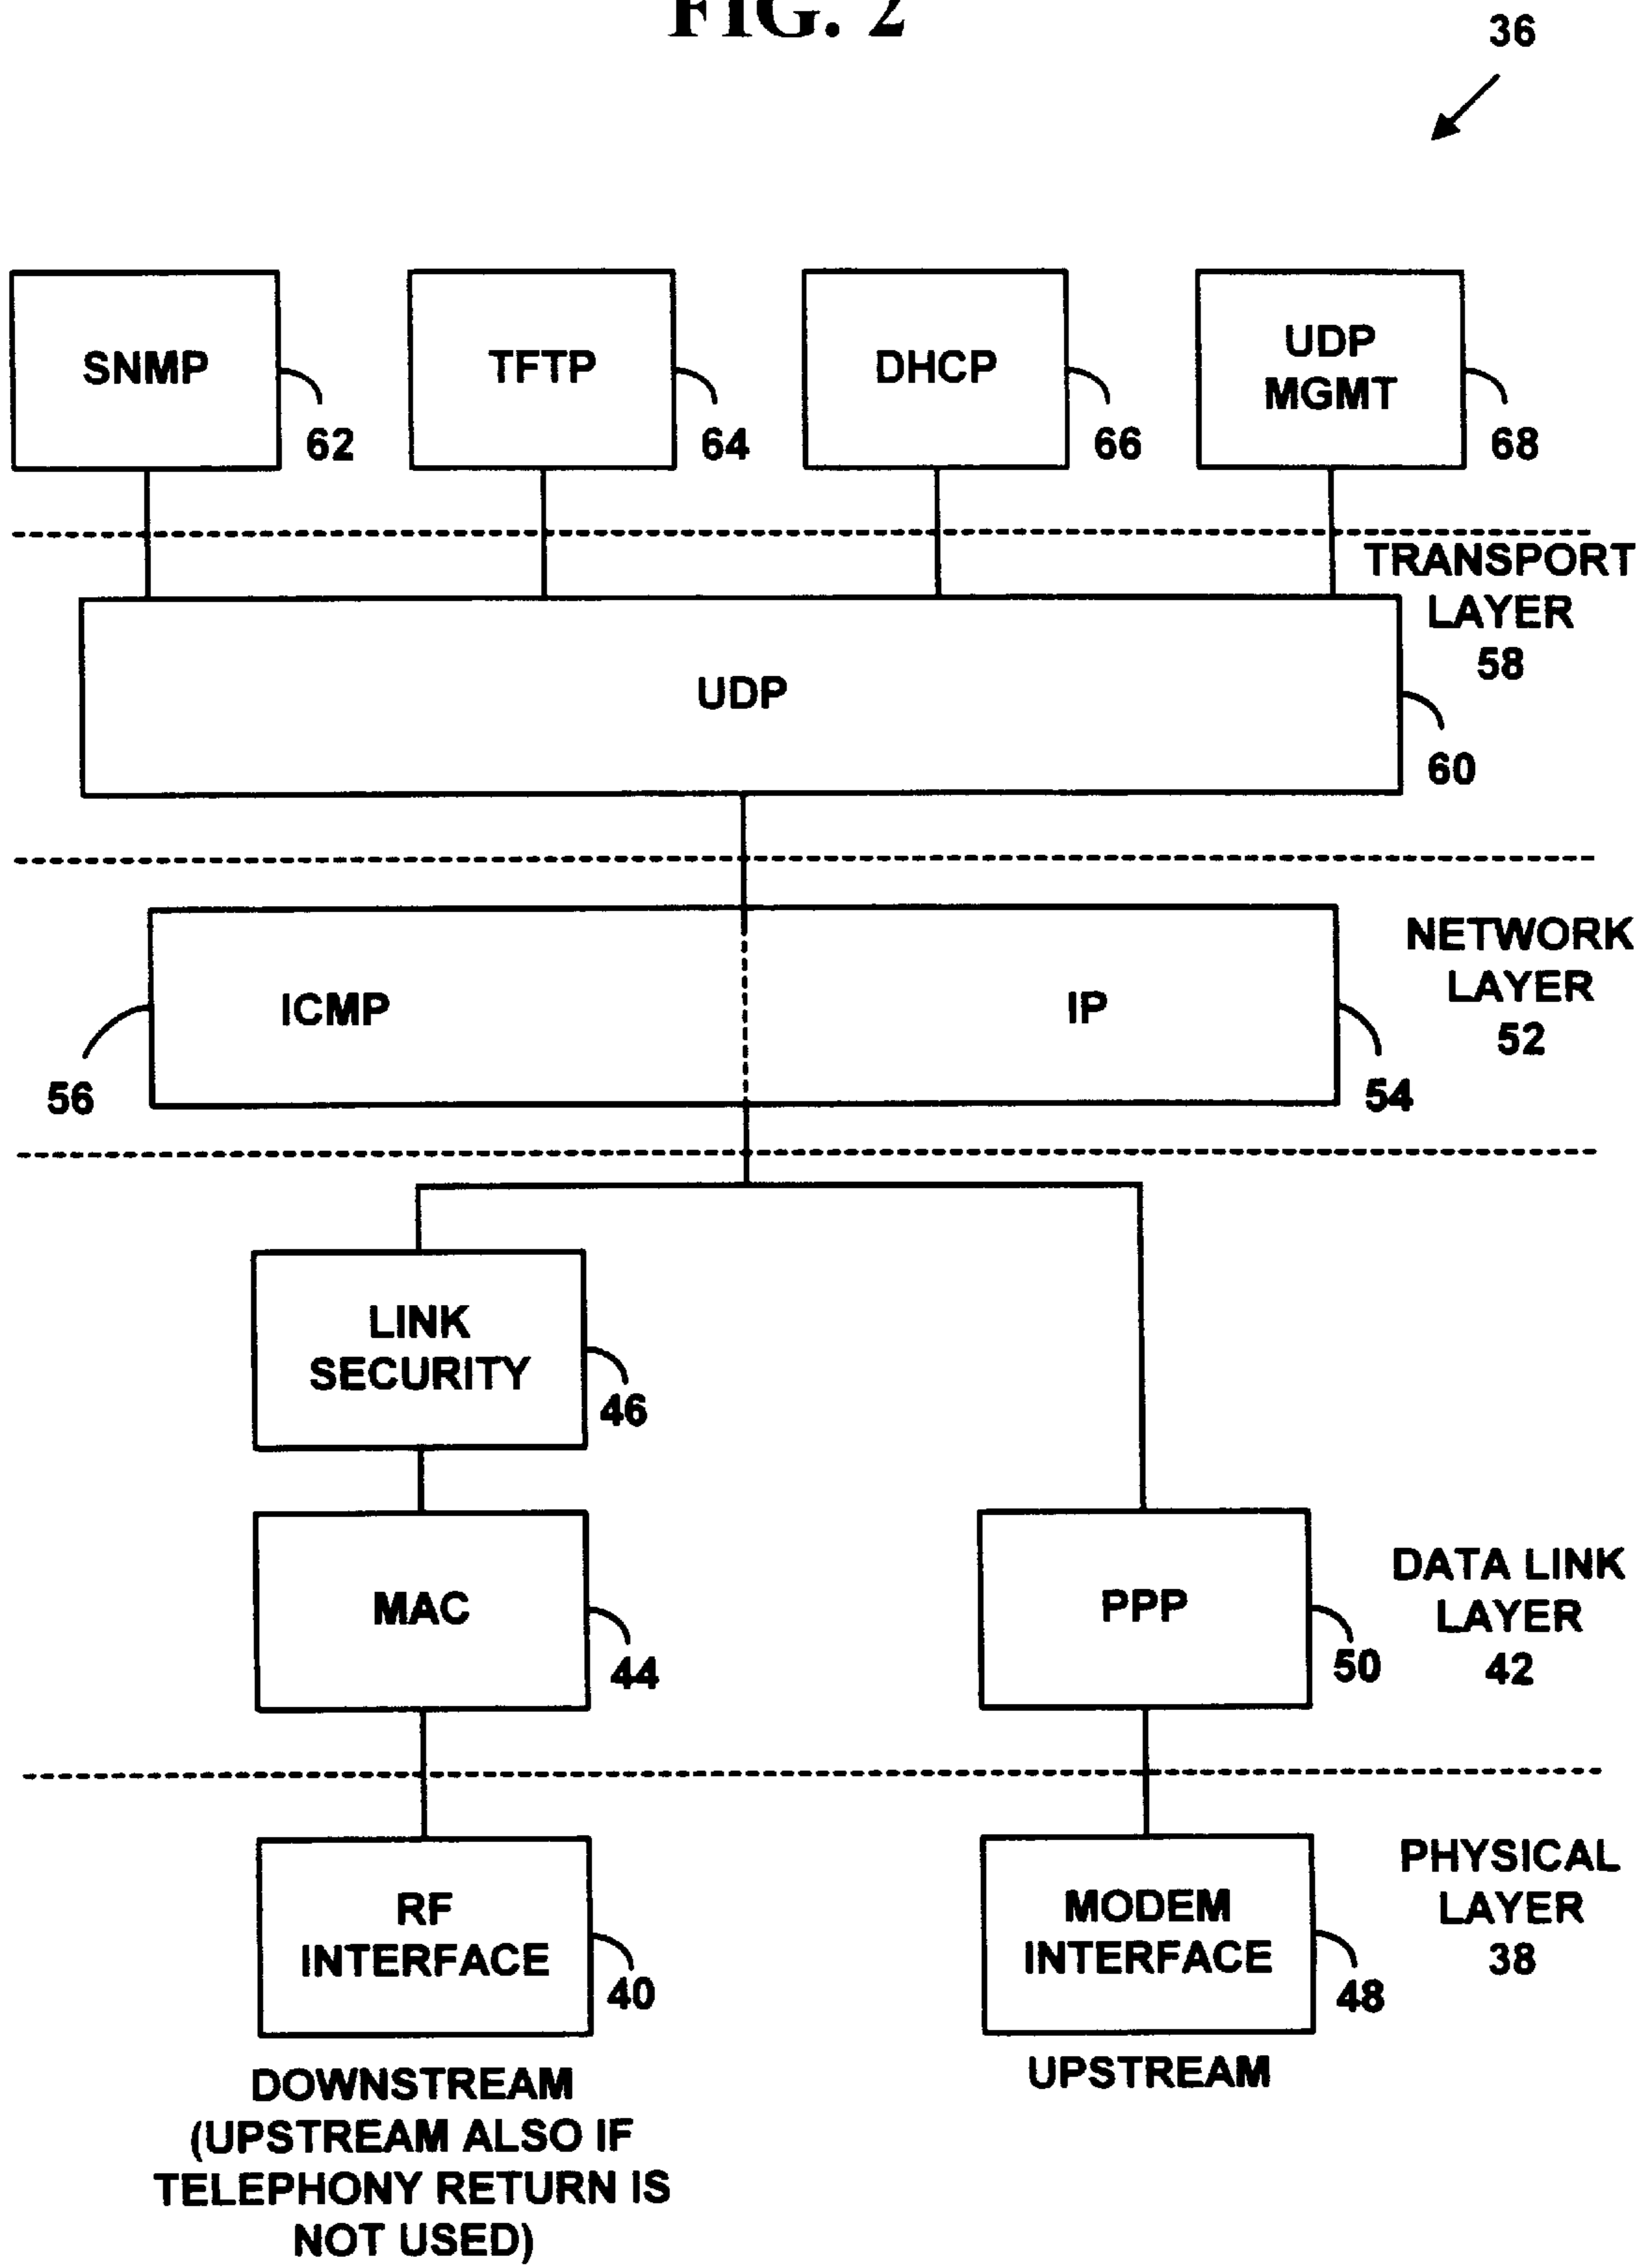 FIG. 2
36
SNMP
62
TFTP
64
DHCP
66
UDP
MGMT
68
TRANSPORT
LAYER
58
UDP
60
NETWORK
LAYER
52
ICMP
56
IP
54
LINK
SECURITY
46
MAC
44
PPP
50
DATA LINK
LAYER
42
RF
INTERFACE
40
MODEM
INTERFACE
48
PHYSICAL
LAYER
38
DOWNSTREAM
(UPSTREAM ALSO IF
TELEPHONY RETURN IS
NOT USED)
UPSTREAM